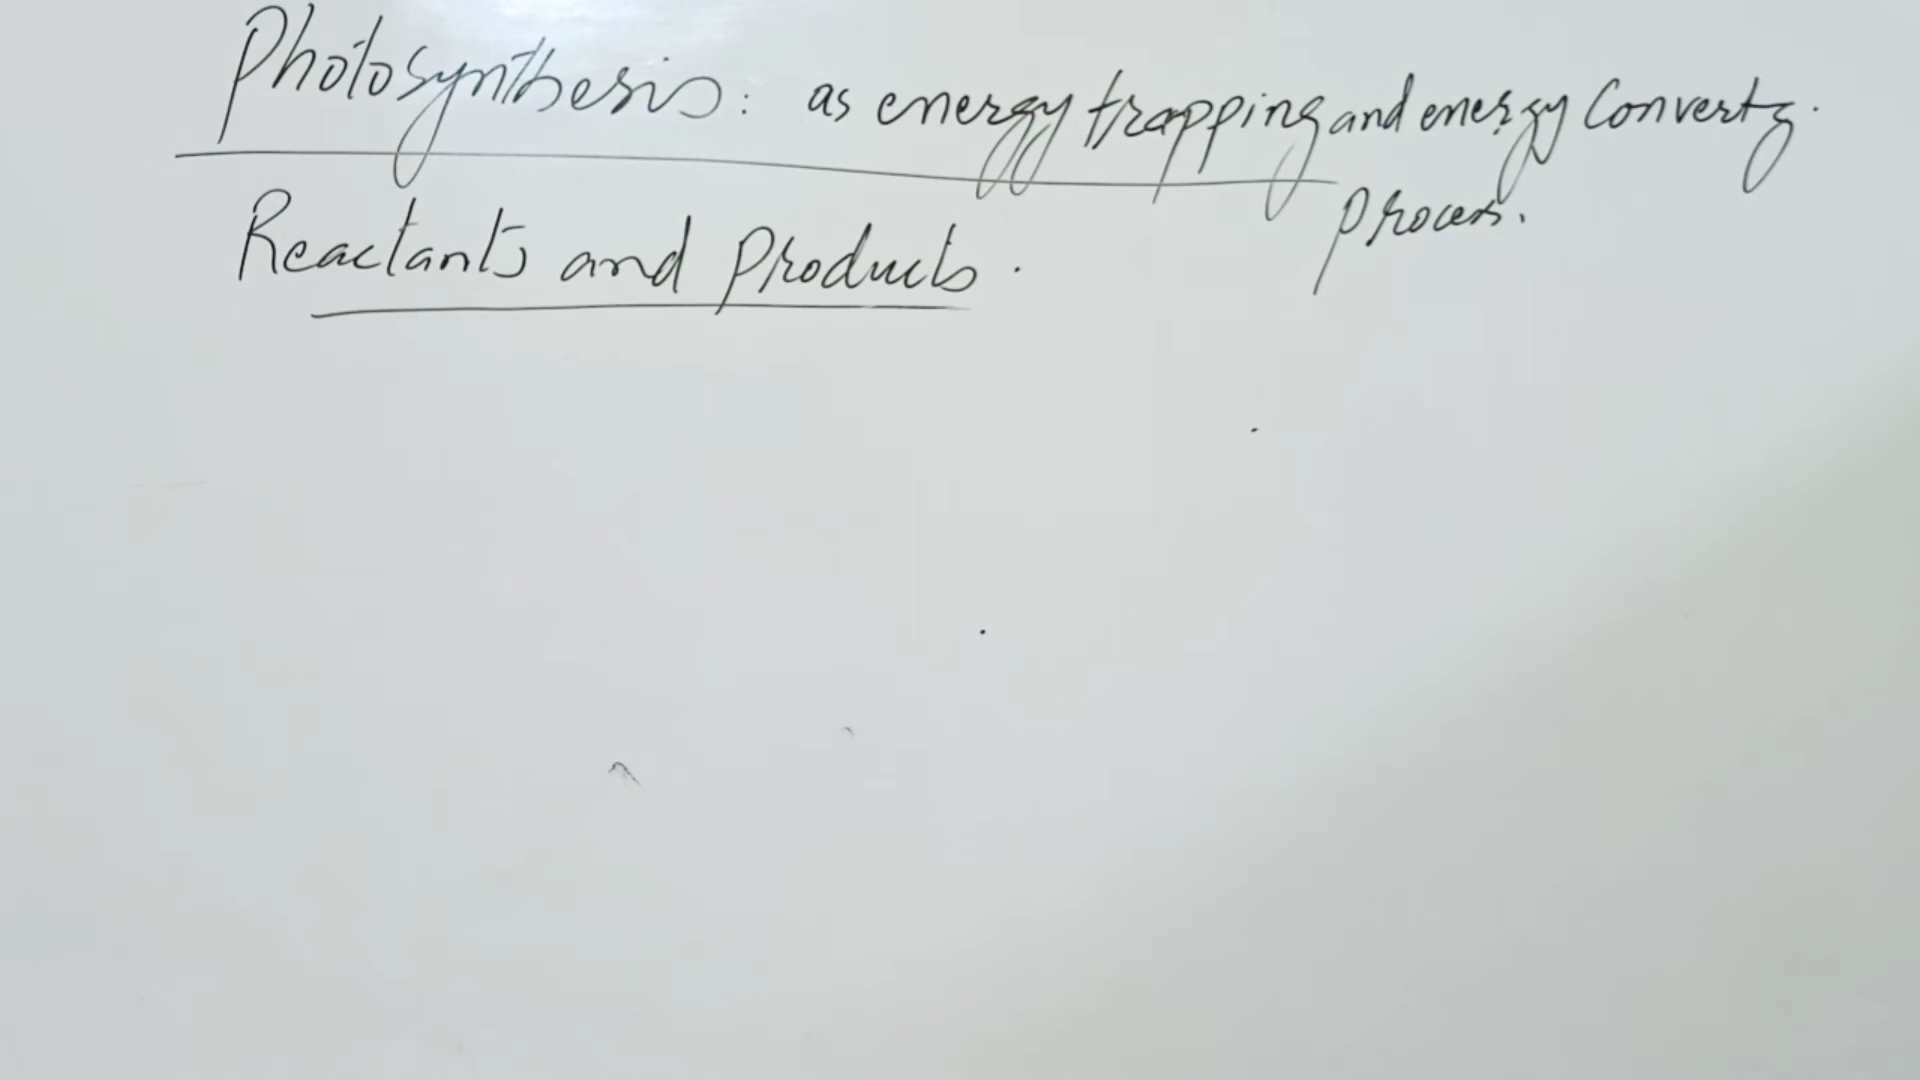 Photosynthesis: as energy trapping and energy Converting.
process.
Reactants and Products.